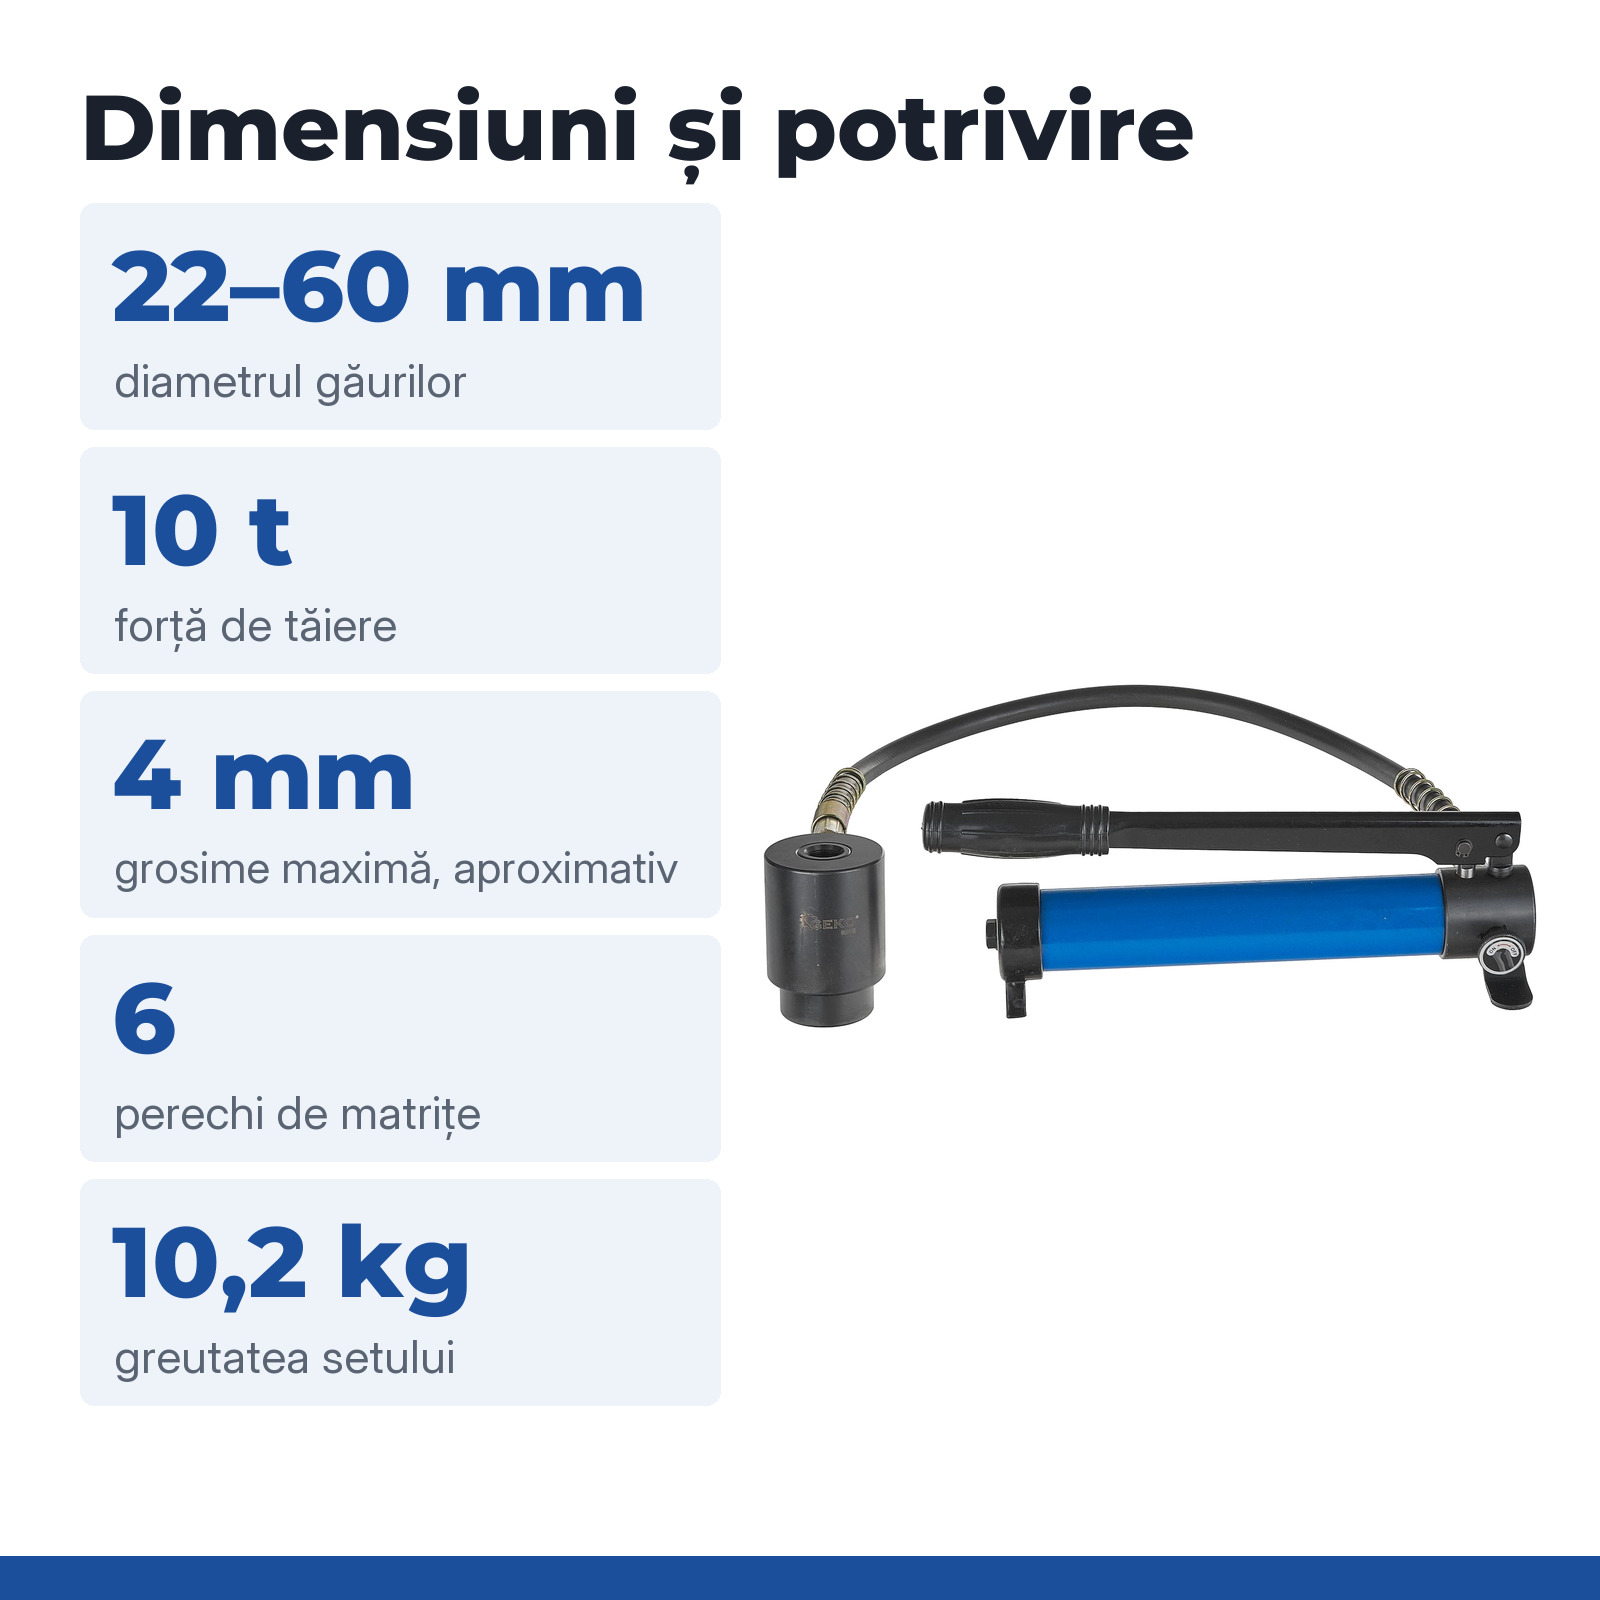 Dimensiuni și potrivire
22–60 mm
diametrul găurilor
10 t
forță de tăiere
4 mm
grosime maximă, aproximativ
6
perechi de matrițe
10,2 kg
greutatea setului
GEKO